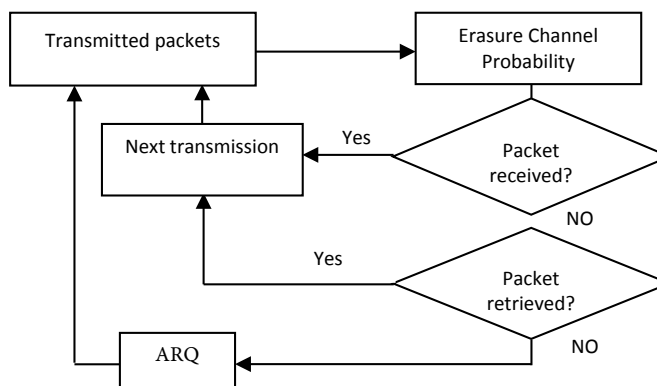 Transmitted packets
Erasure Channel
Probability
Next transmission
Yes
Packet
received?
NO
Yes
Packet
retrieved?
NO
ARQ